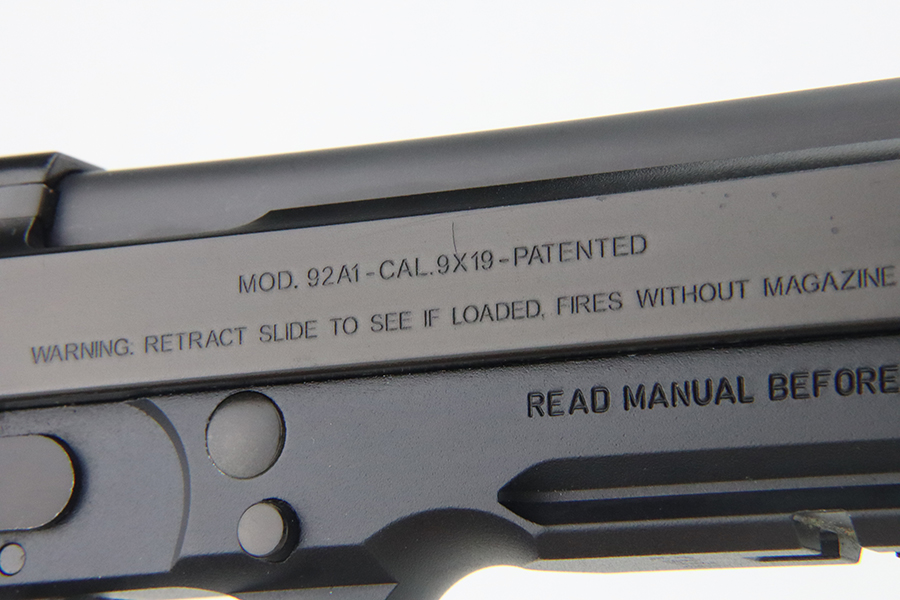 MOD. 92A1-CAL.9X19-PATENTED
WARNING: RETRACT SLIDE TO SEE IF LOADED, FIRES WITHOUT MAGAZINE
READ MANUAL BEFORE